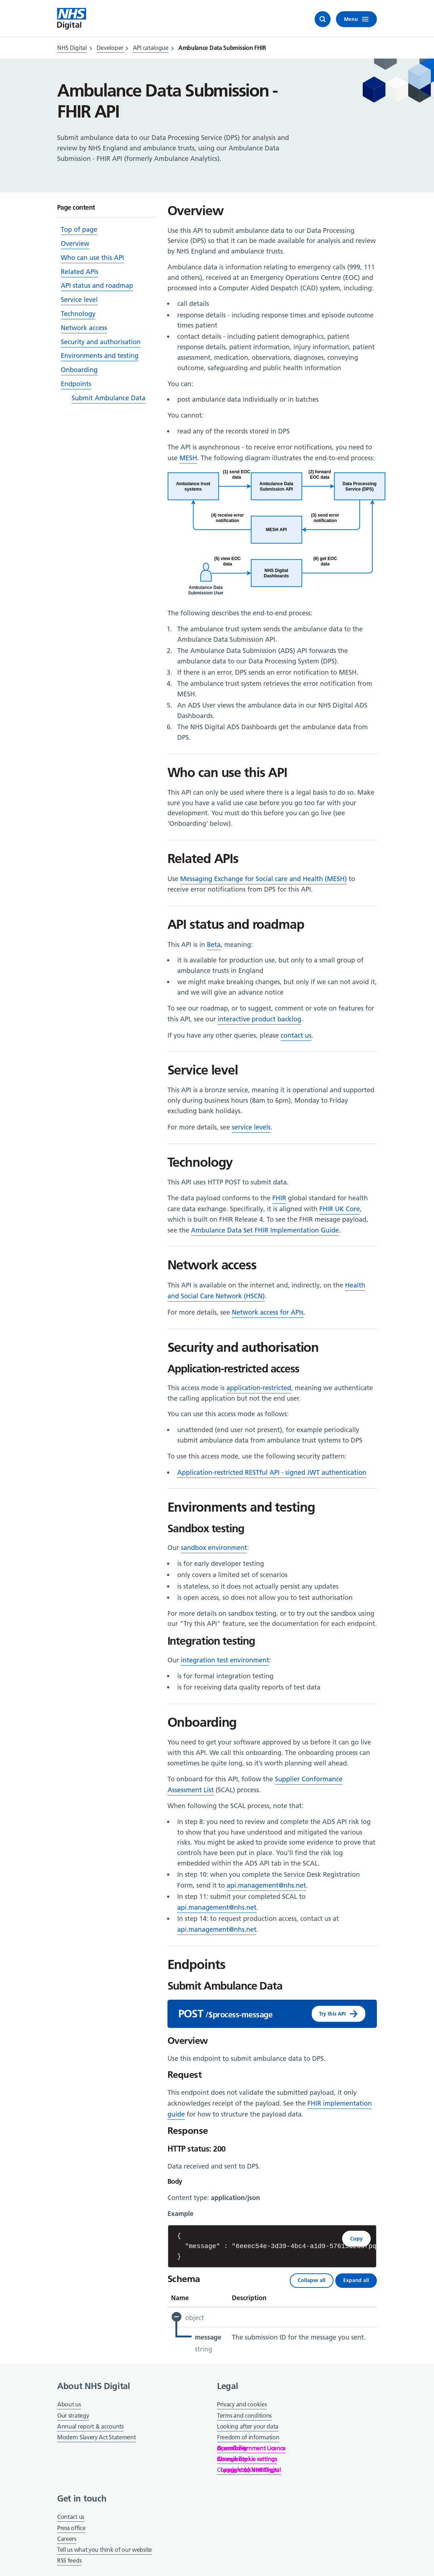 NHS
Digital
Menu
NHS Digital
Developer
API catalogue
Ambulance Data Submission FHIR
Ambulance Data Submission -
FHIR API
Submit ambulance data to our Data Processing Service (DPS) for analysis and
review by NHS England and ambulance trusts, using our Ambulance Data
Submission - FHIR API (formerly Ambulance Analytics).
Page content
Top of page
Overview
Who can use this API
Related APIs
API status and roadmap
Service level
Technology
Network access
Security and authorisation
Environments and testing
Onboarding
Endpoints
Submit Ambulance Data
Overview
Use this API to submit ambulance data to our Data Processing
Service (DPS) so that it can be made available for analysis and review
by NHS England and ambulance trusts.
Ambulance data is information relating to emergency calls (999, 111
and others), received at an Emergency Operations Centre (EOC) and
processed into a Computer Aided Despatch (CAD) system, including:
call details
response details - including response times and episode outcome
times patient
contact details - including patient demographics, patient
response details, patient information, injury information, patient
assessment, medication, observations, diagnoses, conveying
outcome, safeguarding and public health information
You can:
post ambulance data individually or in batches
You cannot:
read any of the records stored in DPS
The API is asynchronous - to receive error notifications, you need to
use MESH. The following diagram illustrates the end-to-end process:
Ambulance trust
systems
(1) send EOC
data
Ambulance Data
Submission API
(2) forward
EOC data
Data Processing
Service (DPS)
(4) receive error
notification
(3) send error
notification
MESH API
(5) view EOC
data
(6) get EOC
data
NHS Digital
Dashboards
Ambulance Data
Submission User
The following describes the end-to-end process:
1. The ambulance trust system sends the ambulance data to the
Ambulance Data Submission API.
2. The Ambulance Data Submission (ADS) API forwards the
ambulance data to our Data Processing System (DPS).
3. If there is an error, DPS sends an error notification to MESH.
4. The ambulance trust system retrieves the error notification from
MESH.
5. An ADS User views the ambulance data in our NHS Digital ADS
Dashboards.
6. The NHS Digital ADS Dashboards get the ambulance data from
DPS.
Who can use this API
This API can only be used where there is a legal basis to do so. Make
sure you have a valid use case before you go too far with your
development. You must do this before you can go live (see
'Onboarding' below).
Related APIs
Use Messaging Exchange for Social care and Health (MESH) to
receive error notifications from DPS for this API.
API status and roadmap
This API is in Beta, meaning:
it is available for production use, but only to a small group of
ambulance trusts in England
we might make breaking changes, but only if we can not avoid it,
and we will give an advance notice
To see our roadmap, or to suggest, comment or vote on features for
this API, see our interactive product backlog.
If you have any other queries, please contact us.
Service level
This API is a bronze service, meaning it is operational and supported
only during business hours (8am to 6pm), Monday to Friday
excluding bank holidays.
For more details, see service levels.
Technology
This API uses HTTP POST to submit data.
The data payload conforms to the FHIR global standard for health
care data exchange. Specifically, it is aligned with FHIR UK Core,
which is built on FHIR Release 4. To see the FHIR message payload,
see the Ambulance Data Set FHIR Implementation Guide.
Network access
This API is available on the internet and, indirectly, on the Health
and Social Care Network (HSCN).
For more details, see Network access for APIs.
Security and authorisation
Application-restricted access
This access mode is application-restricted, meaning we authenticate
the calling application but not the end user.
You can use this access mode as follows:
unattended (end user not present), for example periodically
submit ambulance data from ambulance trust systems to DPS
To use this access mode, use the following security pattern:
Application-restricted RESTful API - signed JWT authentication
Environments and testing
Sandbox testing
Our sandbox environment:
is for early developer testing
only covers a limited set of scenarios
is stateless, so it does not actually persist any updates
is open access, so does not allow you to test authorisation
For more details on sandbox testing, or to try out the sandbox using
our "Try this API" feature, see the documentation for each endpoint.
Integration testing
Our integration test environment:
is for formal integration testing
is for receiving data quality reports of test data
Onboarding
You need to get your software approved by us before it can go live
with this API. We call this onboarding. The onboarding process can
sometimes be quite long, so it's worth planning well ahead.
To onboard for this API, follow the Supplier Conformance
Assessment List (SCAL) process.
When following the SCAL process, note that:
In step 8: you need to review and complete the ADS API risk log
to show that you have understood and mitigated the various
risks. You might be asked to provide some evidence to prove that
controls have been put in place. You'll find the risk log
embedded within the ADS API tab in the SCAL.
In step 10: when you complete the Service Desk Registration
Form, send it to api.management@nhs.net.
In step 11: submit your completed SCAL to
api.management@nhs.net.
In step 14: to request production access, contact us at
api.management@nhs.net.
Endpoints
Submit Ambulance Data
POST /$process-message
Try this API
Overview
Use this endpoint to submit ambulance data to DPS.
Request
This endpoint does not validate the submitted payload, it only
acknowledges receipt of the payload. See the FHIR implementation
guide for how to structure the payload data.
Response
HTTP status: 200
Data received and sent to DPS.
Body
Content type: application/json
Example
{
"message" : "6eeec54e-3d39-4bc4-a1d9-5761
}
Copy
Schema
Collapse all
Expand all
Name
Description
object
message
The submission ID for the message you sent.
string
About NHS Digital
About us
Our strategy
Annual report & accounts
Modern Slavery Act Statement
Legal
Privacy and cookies
Terms and conditions
Looking after your data
Freedom of information
Get in touch
Contact us
Press office
Careers
Tell us what you think of our website
RSS feeds